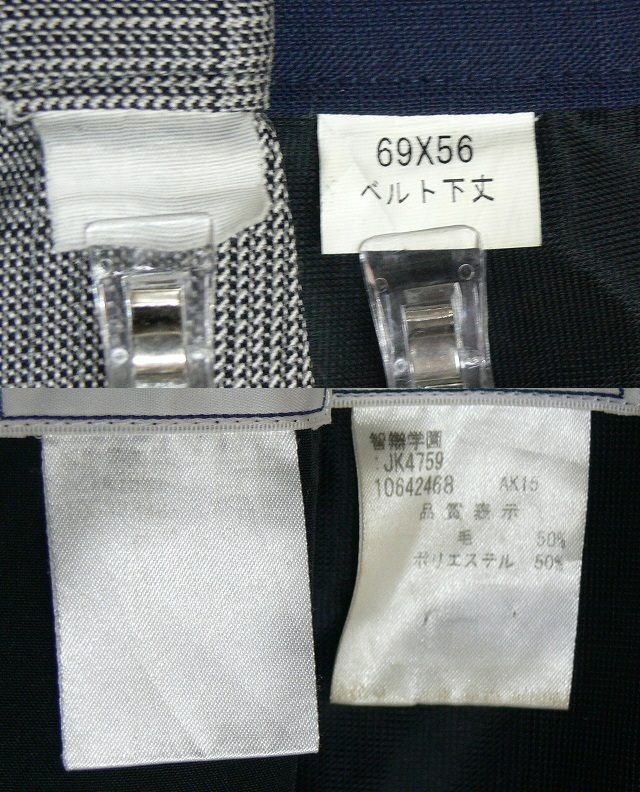 69X56
ベルト下丈
智辯学園
:JK4759
10642468 AK15
品質表示
毛 50%
ポリエステル 50%